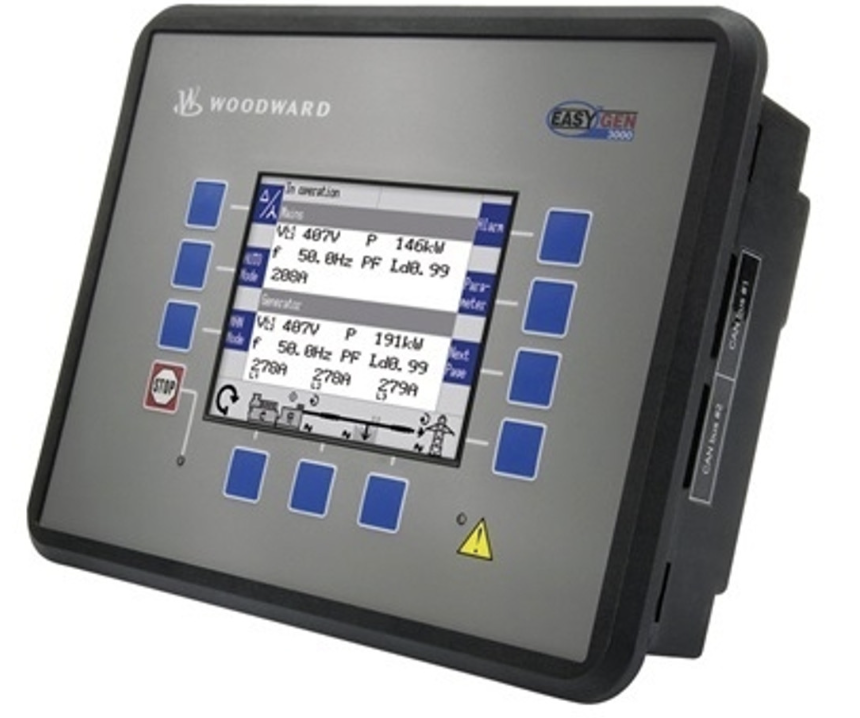 WOODWARD
EASYGEN
3000
In operation
Mains
Alarm
407V P 146kW
f 50.0Hz PF Ld0.99
208A
AUTO
Mode
Para-
meter
Generator
407V P 191kW
f 50.0Hz PF Ld0.99
278A 278A 279A
MAN
Mode
Next
Page
STOP
CAN bus #1
CAN bus #2